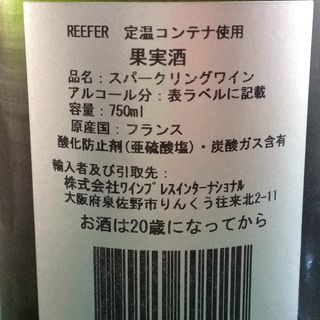 REEFER 定温コンテナ使用
果実酒
品名：スパークリングワイン
アルコール分：表ラベルに記載
容量：750ml
原産国：フランス
酸化防止剤(亜硫酸塩)・炭酸ガス含有
輸入者及び引取先：
株式会社ワインプレスインターナショナル
大阪府泉佐野市りんくう往来北2-11
お酒は20歳になってから